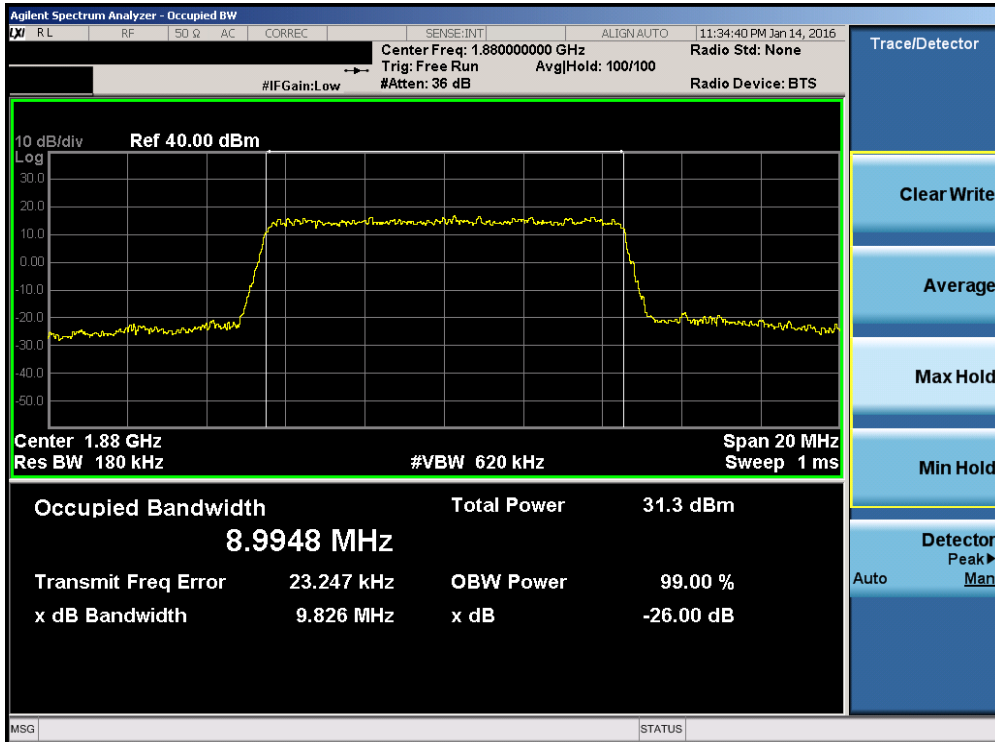 Agilent Spectrum Analyzer - Occupied BW
LXI RL RF 50 Ω AC CORREC SENSE:INT ALIGN AUTO 11:34:40 PM Jan 14, 2016
Center Freq: 1.880000000 GHz Radio Std: None
Trig: Free Run Avg|Hold: 100/100
#IFGain:Low #Atten: 36 dB Radio Device: BTS
10 dB/div Ref 40.00 dBm
Log
30.0
20.0
10.0
0.00
-10.0
-20.0
-30.0
-40.0
-50.0
Center 1.88 GHz Span 20 MHz
Res BW 180 kHz #VBW 620 kHz Sweep 1 ms
Occupied Bandwidth Total Power 31.3 dBm
8.9948 MHz
Transmit Freq Error 23.247 kHz OBW Power 99.00 %
x dB Bandwidth 9.826 MHz x dB -26.00 dB
MSG STATUS
Trace/Detector
Clear Write
Average
Max Hold
Min Hold
Detector
Peak▶
Auto Man